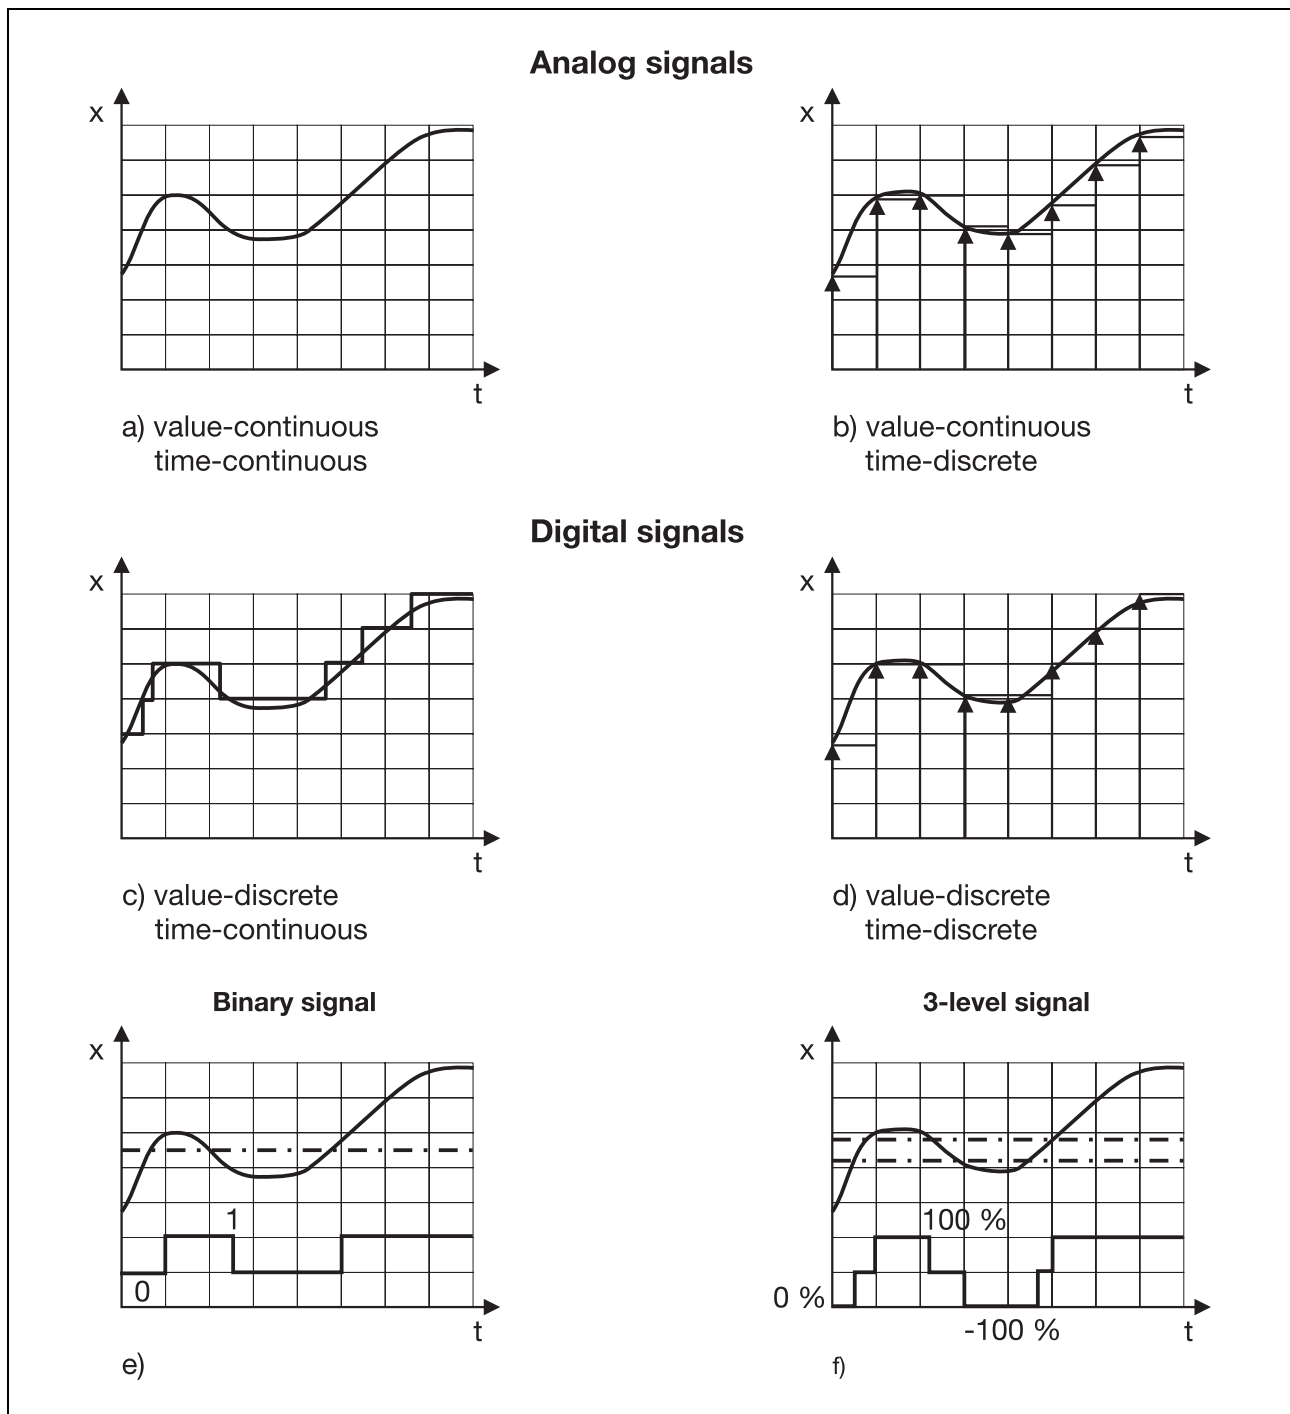 Analog signals
x
x
t
t
a) value-continuous
time-continuous
b) value-continuous
time-discrete
Digital signals
x
x
t
t
c) value-discrete
time-continuous
d) value-discrete
time-discrete
Binary signal
3-level signal
x
x
1
100 %
0
0 %
t
-100 %
t
e)
f)